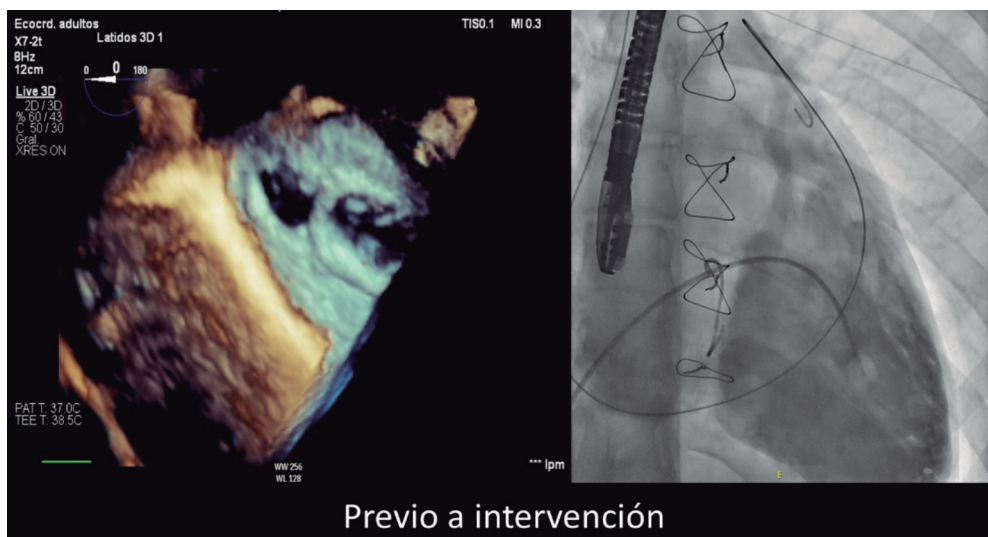 Ecocrd. adultos
TIS0.1 MI 0.3
X7-2t
Latidos 3D 1
8Hz
12cm
0 0 180
Live 3D
2D / 3D
% 60 / 43
C 50 / 30
Gral.
XRES ON
PAT T: 37.0C
TEE T: 38.5C
WW 256
WL 128
*** lpm
F
Previo a intervención